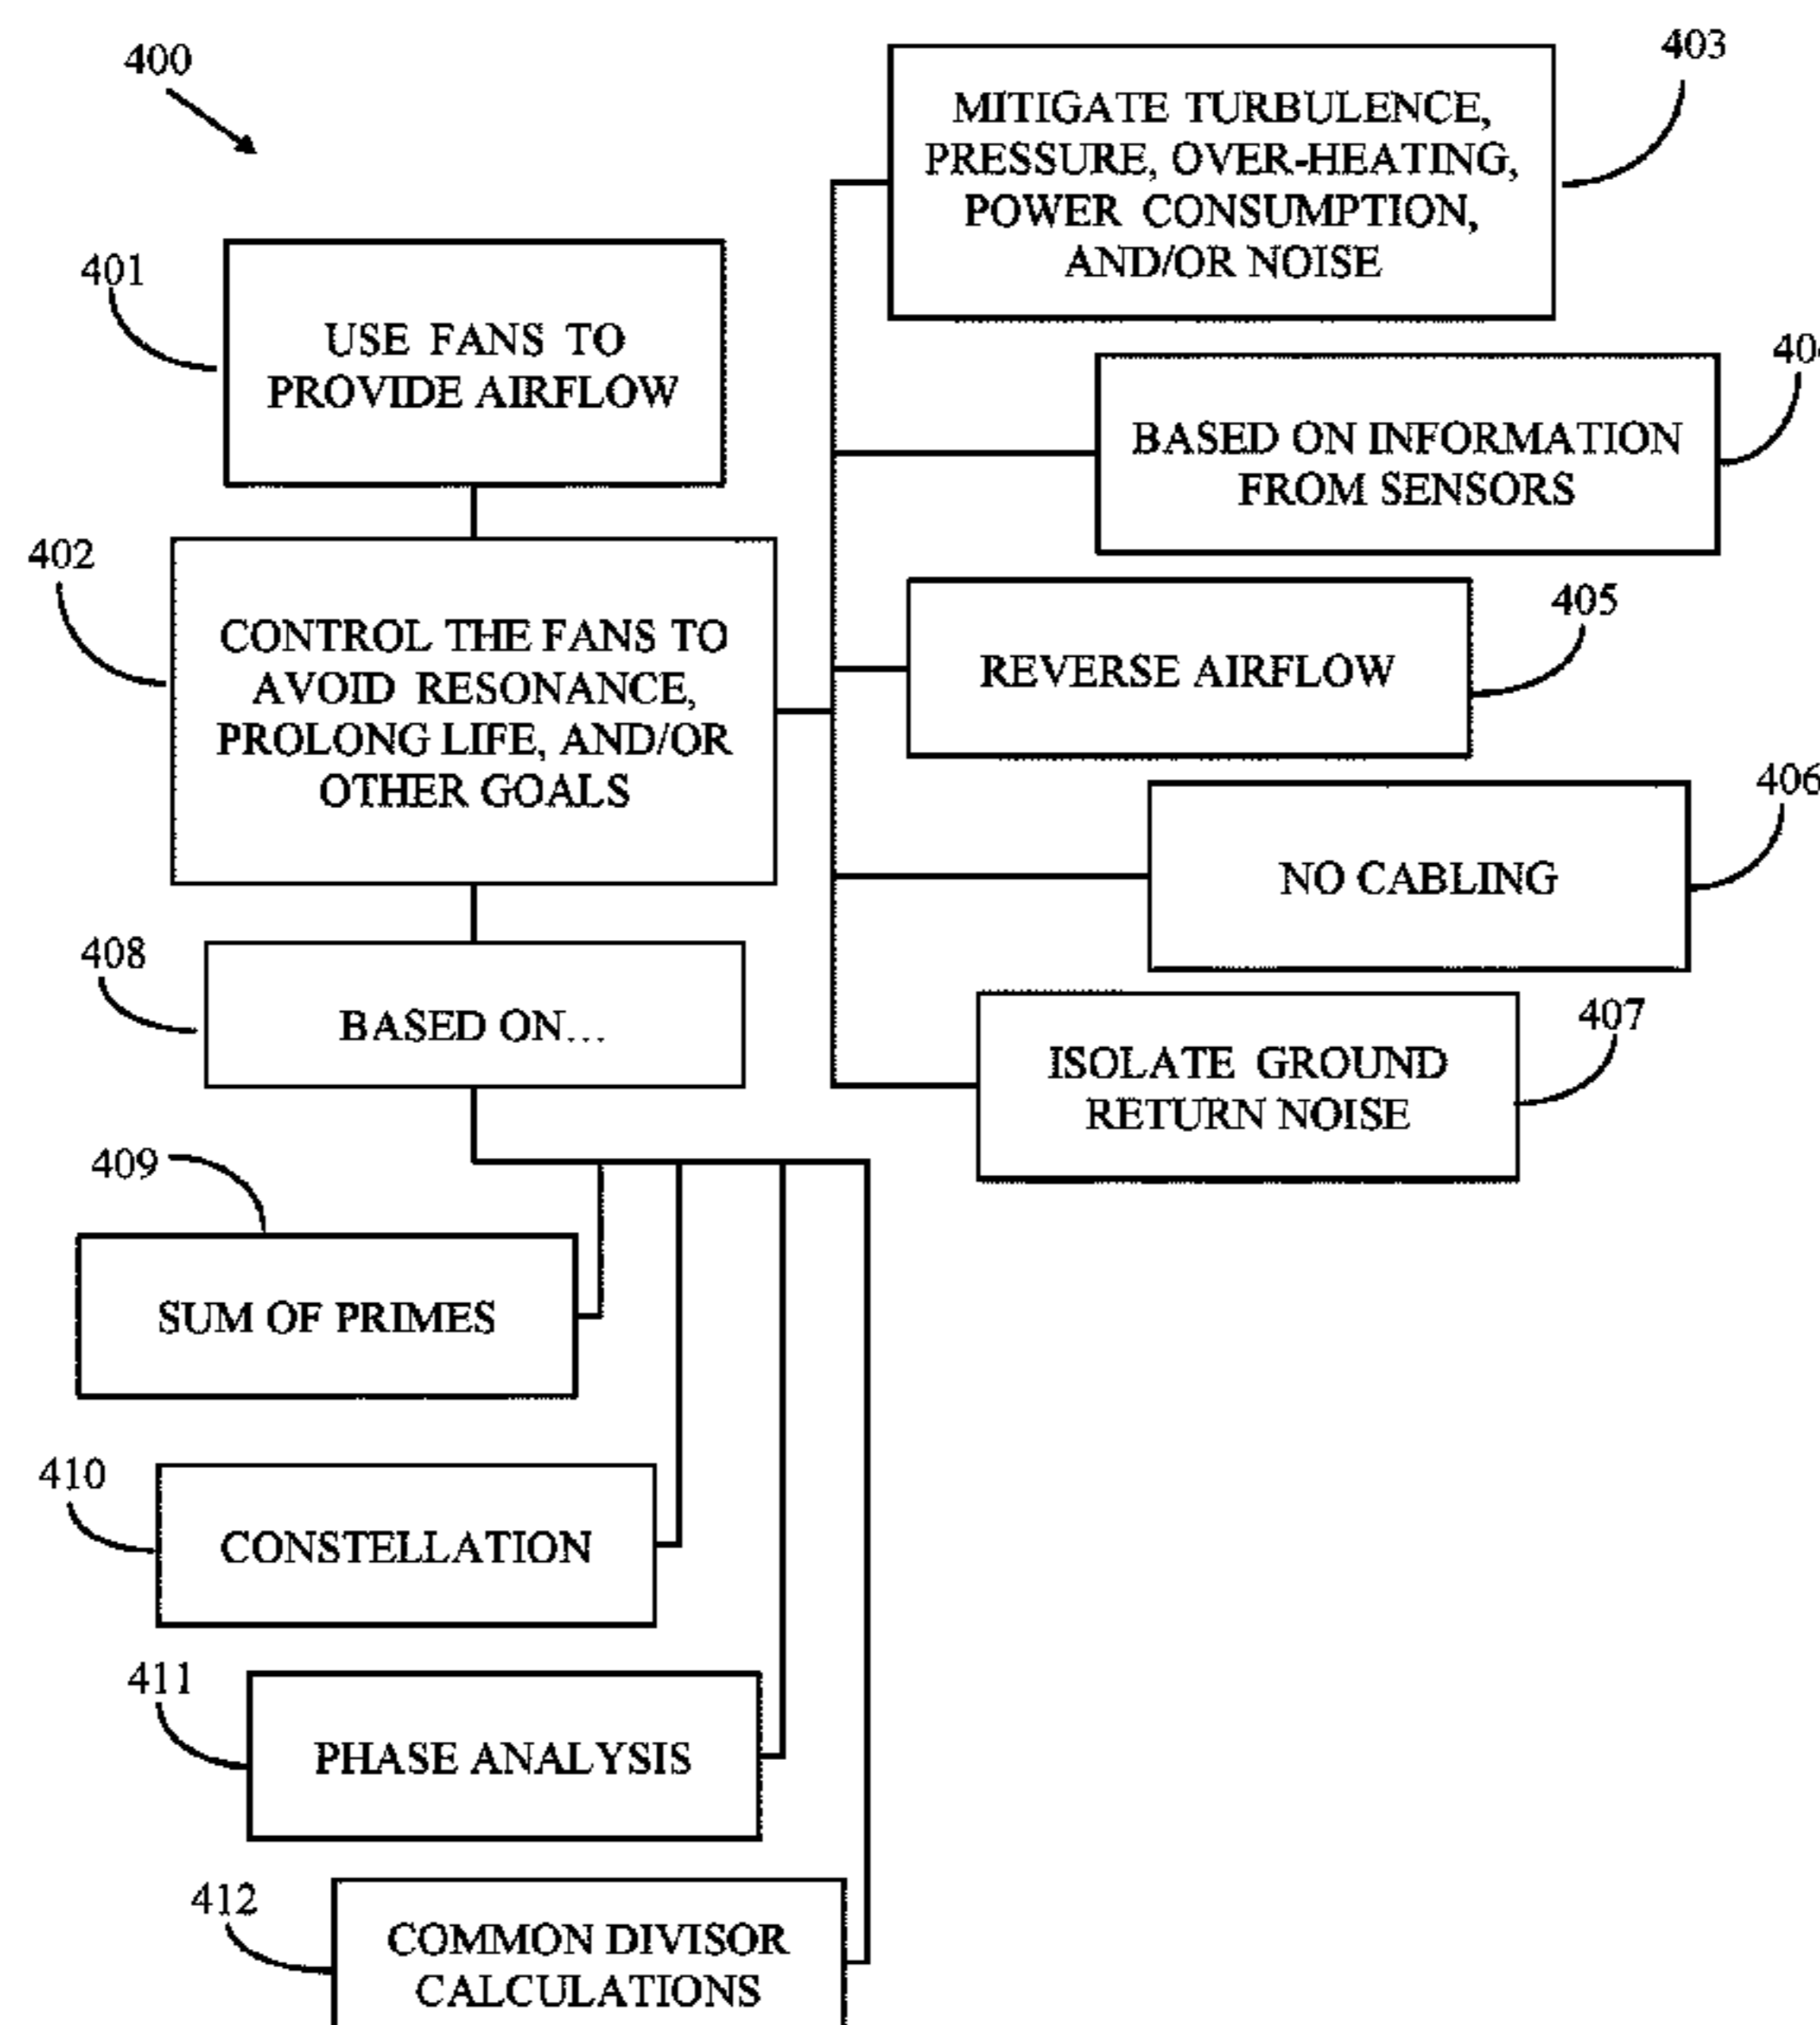 400
403
MITIGATE TURBULENCE,
PRESSURE, OVER-HEATING,
POWER CONSUMPTION,
AND/OR NOISE
401
USE FANS TO
PROVIDE AIRFLOW
404
BASED ON INFORMATION
FROM SENSORS
402
CONTROL THE FANS TO
AVOID RESONANCE,
PROLONG LIFE, AND/OR
OTHER GOALS
405
REVERSE AIRFLOW
406
NO CABLING
408
BASED ON...
407
ISOLATE GROUND
RETURN NOISE
409
SUM OF PRIMES
410
CONSTELLATION
411
PHASE ANALYSIS
412
COMMON DIVISOR
CALCULATIONS